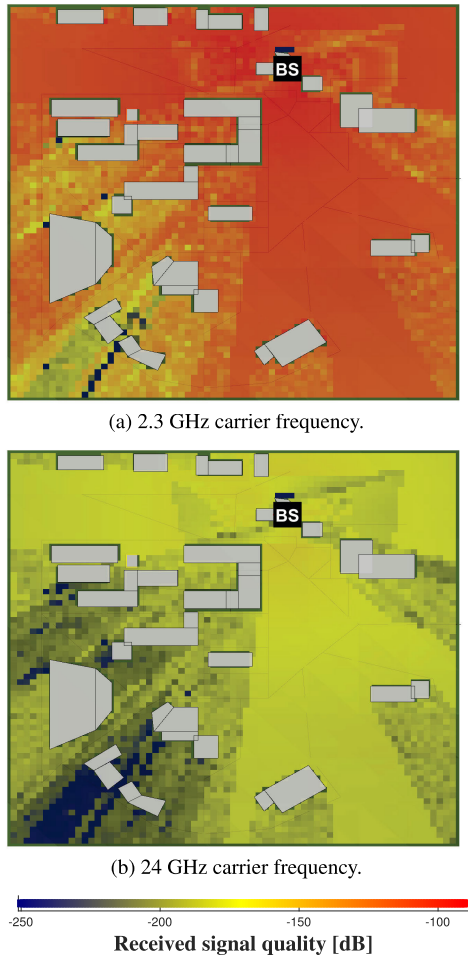 BS
(a) 2.3 GHz carrier frequency.
BS
(b) 24 GHz carrier frequency.
-250 -200 -150 -100
Received signal quality [dB]